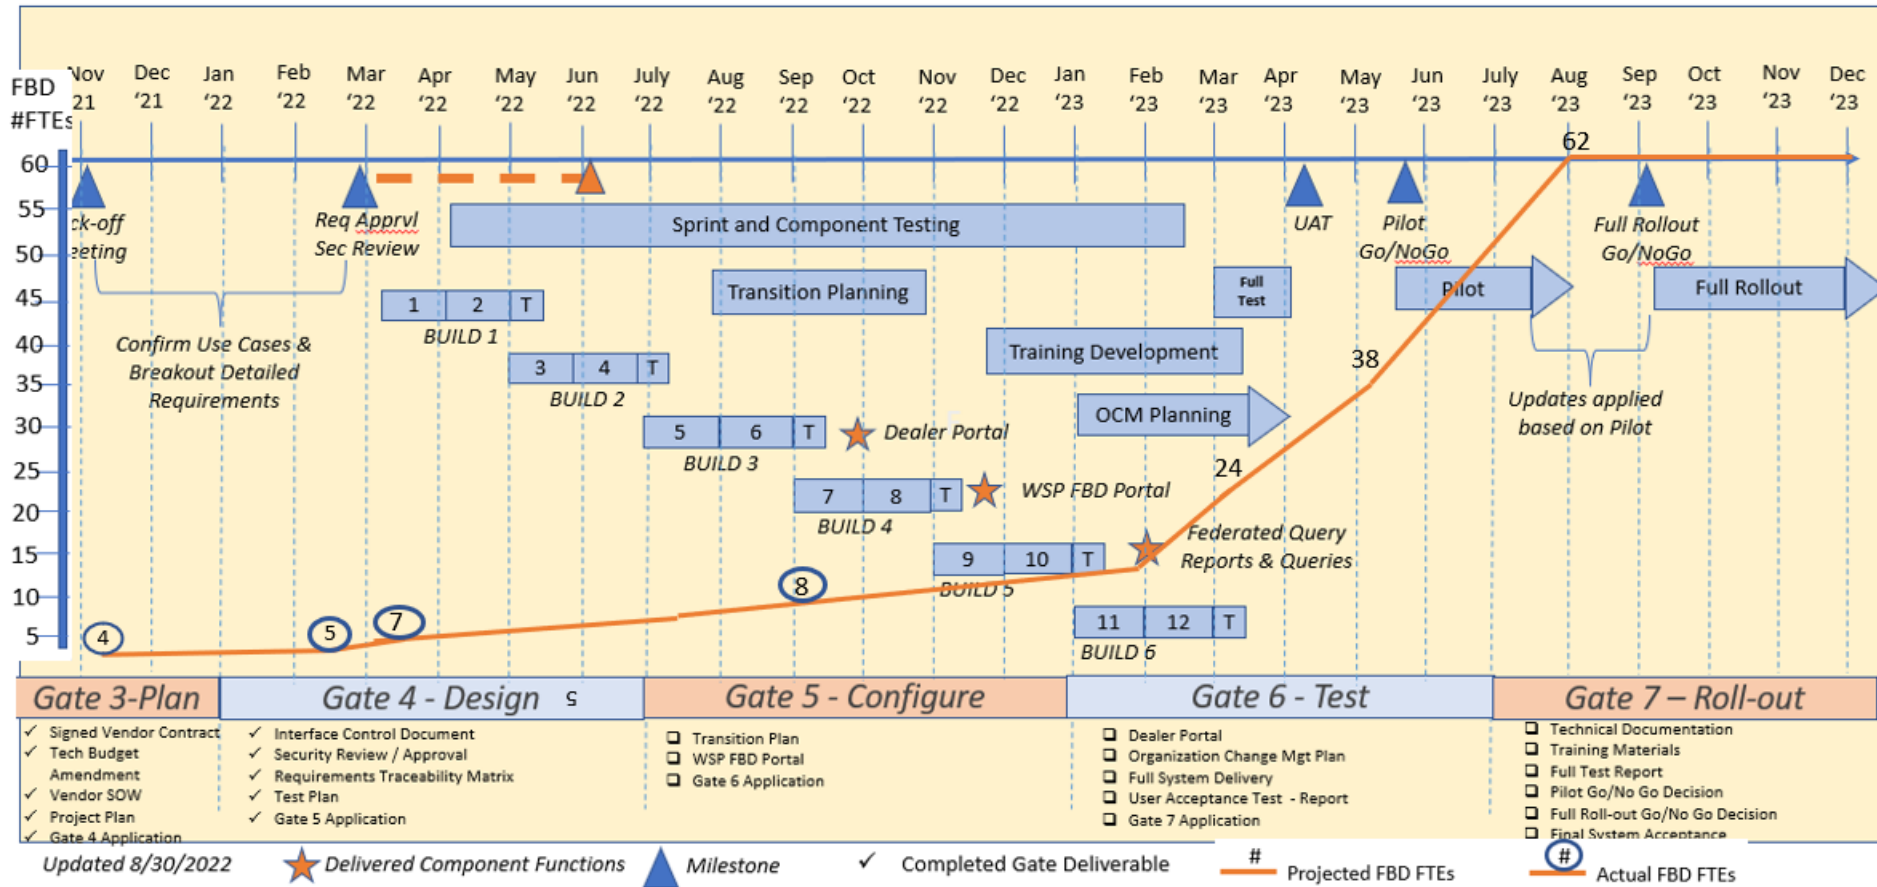 Nov Dec Jan Feb Mar Apr May Jun July Aug Sep Oct Nov Dec Jan Feb Mar Apr May Jun July Aug Sep Oct Nov Dec
'21 '21 '22 '22 '22 '22 '22 '22 '22 '22 '22 '22 '22 '22 '23 '23 '23 '23 '23 '23 '23 '23 '23 '23 '23 '23
FBD
#FTEs
60
55
50
45
40
35
30
25
20
15
10
5
ck-off
eeting
Req Apprvl
Sec Review
UAT
Pilot
Go/NoGo
Full Rollout
Go/NoGo
62
Sprint and Component Testing
Transition Planning
Full
Test
Pilot
Full Rollout
Confirm Use Cases &
Breakout Detailed
Requirements
1 2 T
BUILD 1
3 4 T
BUILD 2
5 6 T
BUILD 3
Dealer Portal
7 8 T
BUILD 4
WSP FBD Portal
9 10 T
BUILD 5
Federated Query
Reports & Queries
11 12 T
BUILD 6
Training Development
OCM Planning
Updates applied
based on Pilot
4
5
7
8
24
38
Gate 3-Plan
Signed Vendor Contract
Tech Budget
Amendment
Vendor SOW
Project Plan
Gate 4 Application
Gate 4 - Design 5
Interface Control Document
Security Review / Approval
Requirements Traceability Matrix
Test Plan
Gate 5 Application
Gate 5 - Configure
Transition Plan
WSP FBD Portal
Gate 6 Application
Gate 6 - Test
Dealer Portal
Organization Change Mgt Plan
Full System Delivery
User Acceptance Test - Report
Gate 7 Application
Gate 7 – Roll-out
Technical Documentation
Training Materials
Full Test Report
Pilot Go/No Go Decision
Full Roll-out Go/No Go Decision
Final System Acceptance
Updated 8/30/2022
Delivered Component Functions
Milestone
✓ Completed Gate Deliverable
#
Projected FBD FTEs
#
Actual FBD FTEs